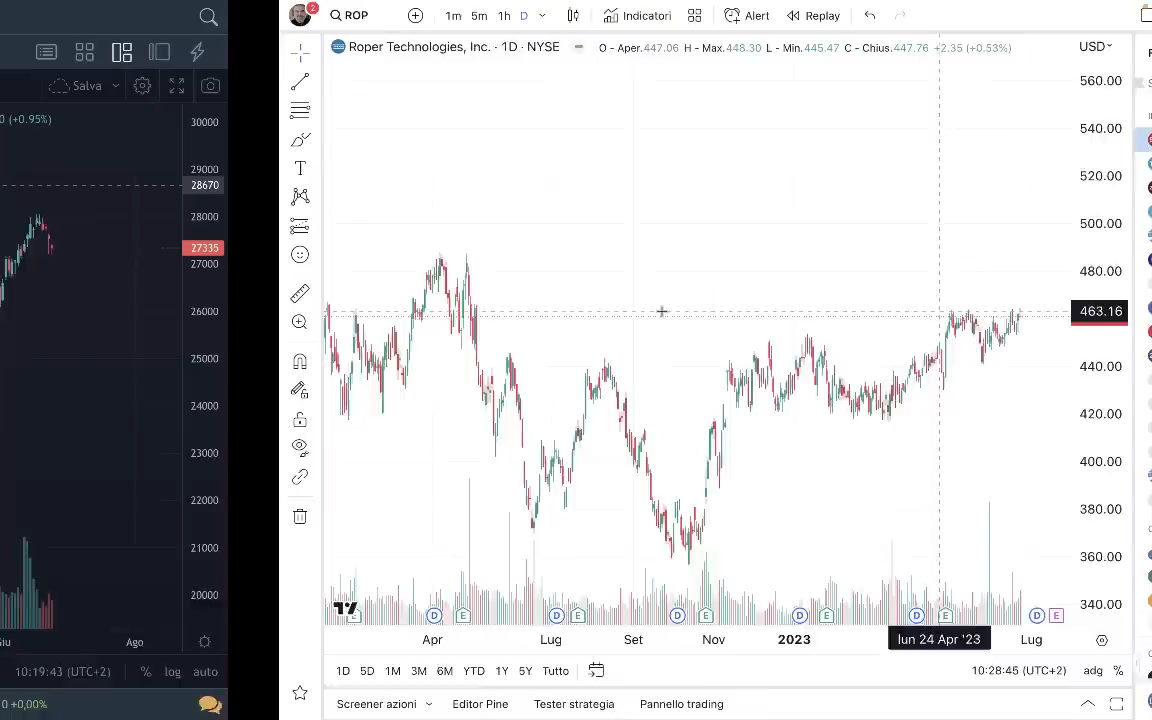 2
ROP
1m 5m 1h D
Indicatori
Alert
Replay
Salva
0 (+0.95%)
30000
29000
28670
28000
27335
27000
26000
25000
24000
23000
22000
21000
20000
Giu
Ago
10:19:43 (UTC+2)
% log auto
0 +0,00%
Roper Technologies, Inc. · 1D · NYSE
O - Aper.447.06 H - Max.448.30 L - Min.445.47 C - Chius.447.76 +2.35 (+0.53%)
USD
560.00
540.00
520.00
500.00
480.00
463.16
440.00
420.00
400.00
380.00
360.00
340.00
T
D E D E D E D E D E D E
Apr Lug Set Nov 2023 lun 24 Apr '23 Lug
1D 5D 1M 3M 6M YTD 1Y 5Y Tutto
10:28:45 (UTC+2)
adg %
Screener azioni
Editor Pine
Tester strategia
Pannello trading